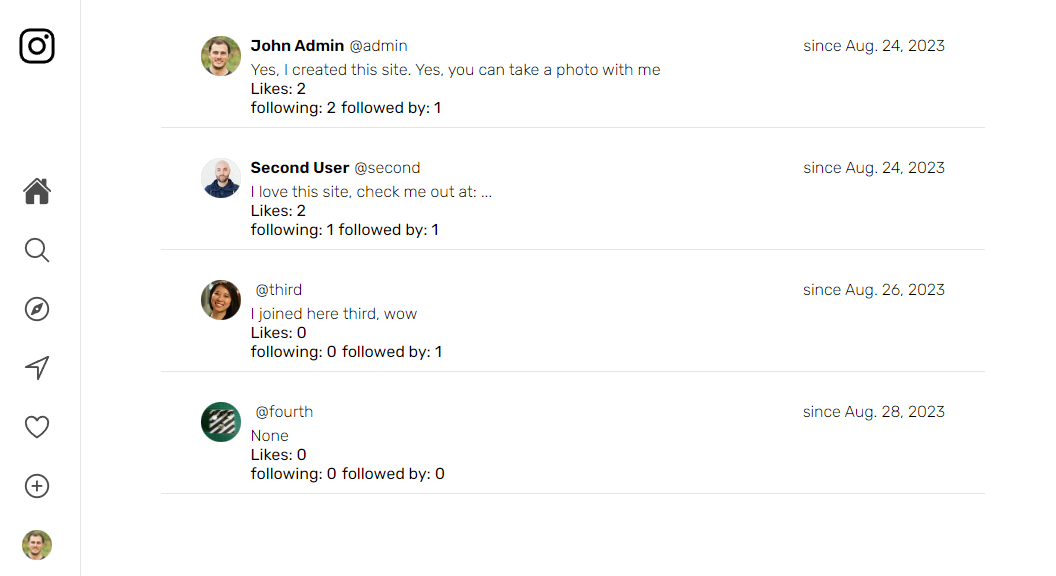 John Admin @admin since Aug. 24, 2023
Yes, I created this site. Yes, you can take a photo with me
Likes: 2
following: 2 followed by: 1
Second User @second since Aug. 24, 2023
I love this site, check me out at: ...
Likes: 2
following: 1 followed by: 1
@third since Aug. 26, 2023
I joined here third, wow
Likes: 0
following: 0 followed by: 1
@fourth since Aug. 28, 2023
None
Likes: 0
following: 0 followed by: 0